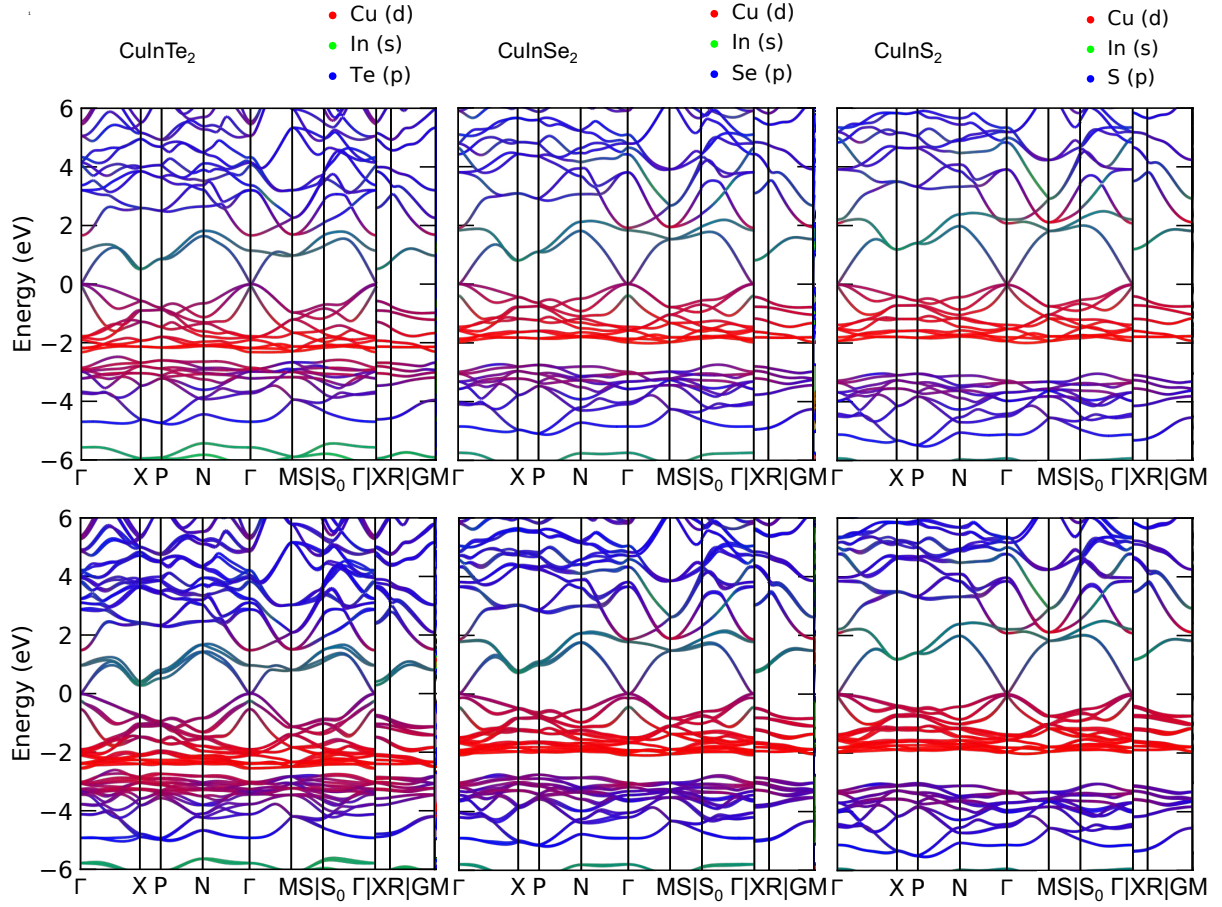 1
Cu (d)
In (s)
Te (p)
CuInTe₂
Cu (d)
In (s)
Se (p)
CuInSe₂
Cu (d)
In (s)
S (p)
CuInS₂
Energy (eV)
6
4
2
0
−2
−4
−6
Γ X P N Γ MS|S₀ Γ|XR|GM
Γ X P N Γ MS|S₀ Γ|XR|GM
Γ X P N Γ MS|S₀ Γ|XR|GM
Energy (eV)
6
4
2
0
−2
−4
−6
Γ X P N Γ MS|S₀ Γ|XR|GM
Γ X P N Γ MS|S₀ Γ|XR|GM
Γ X P N Γ MS|S₀ Γ|XR|GM